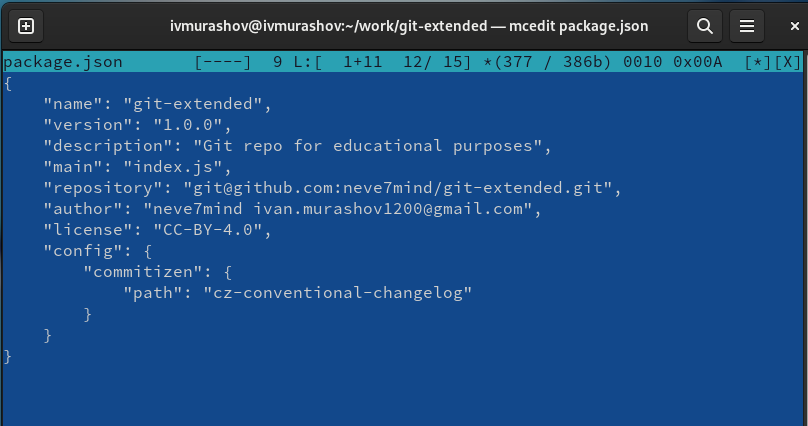 ivmurashov@ivmurashov:~/work/git-extended — mcedit package.json
package.json       [----]  9 L:[  1+11  12/ 15] *(377 / 386b) 0010 0x00A  [*][X]
{
    "name": "git-extended",
    "version": "1.0.0",
    "description": "Git repo for educational purposes",
    "main": "index.js",
    "repository": "git@github.com:neve7mind/git-extended.git",
    "author": "neve7mind ivan.murashov1200@gmail.com",
    "license": "CC-BY-4.0",
    "config": {
        "commitizen": {
            "path": "cz-conventional-changelog"
        }
    }
}